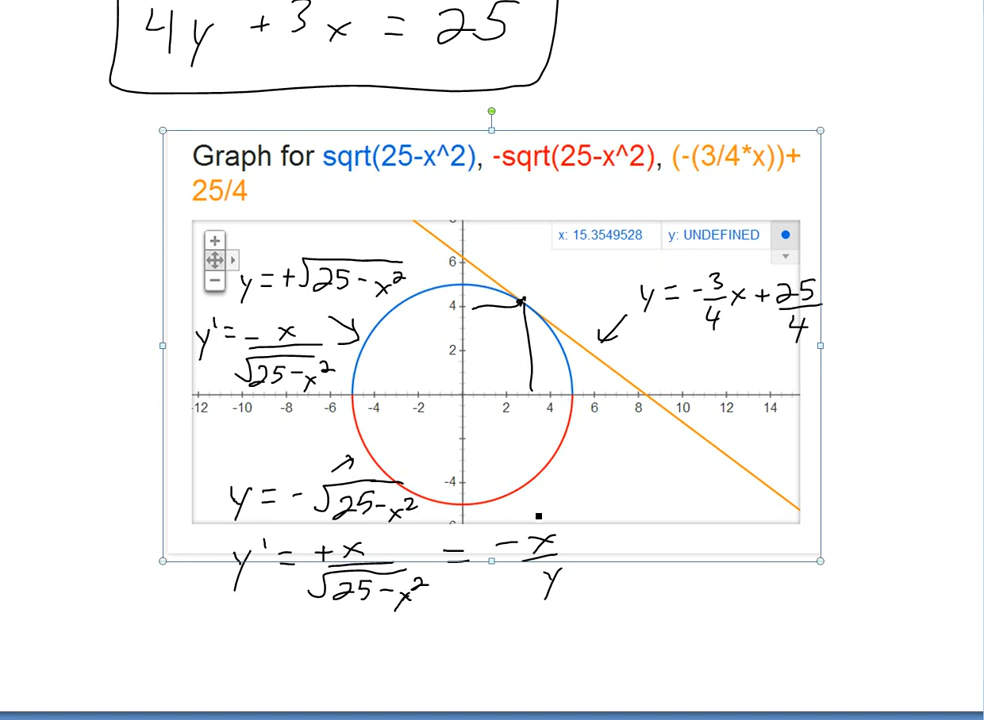 4y + 3x = 25
Graph for sqrt(25-x^2), -sqrt(25-x^2), (-(3/4*x))+
25/4
x: 15.3549528 y: UNDEFINED
y = +√(25-x²)
y = -3/4 x + 25/4
y' = -x/√(25-x²)
8
6
4
2
-12 -10 -8 -6 -4 -2 2 4 6 8 10 12 14
-4
y = -√(25-x²)
y' = +x/√(25-x²) = -x/y